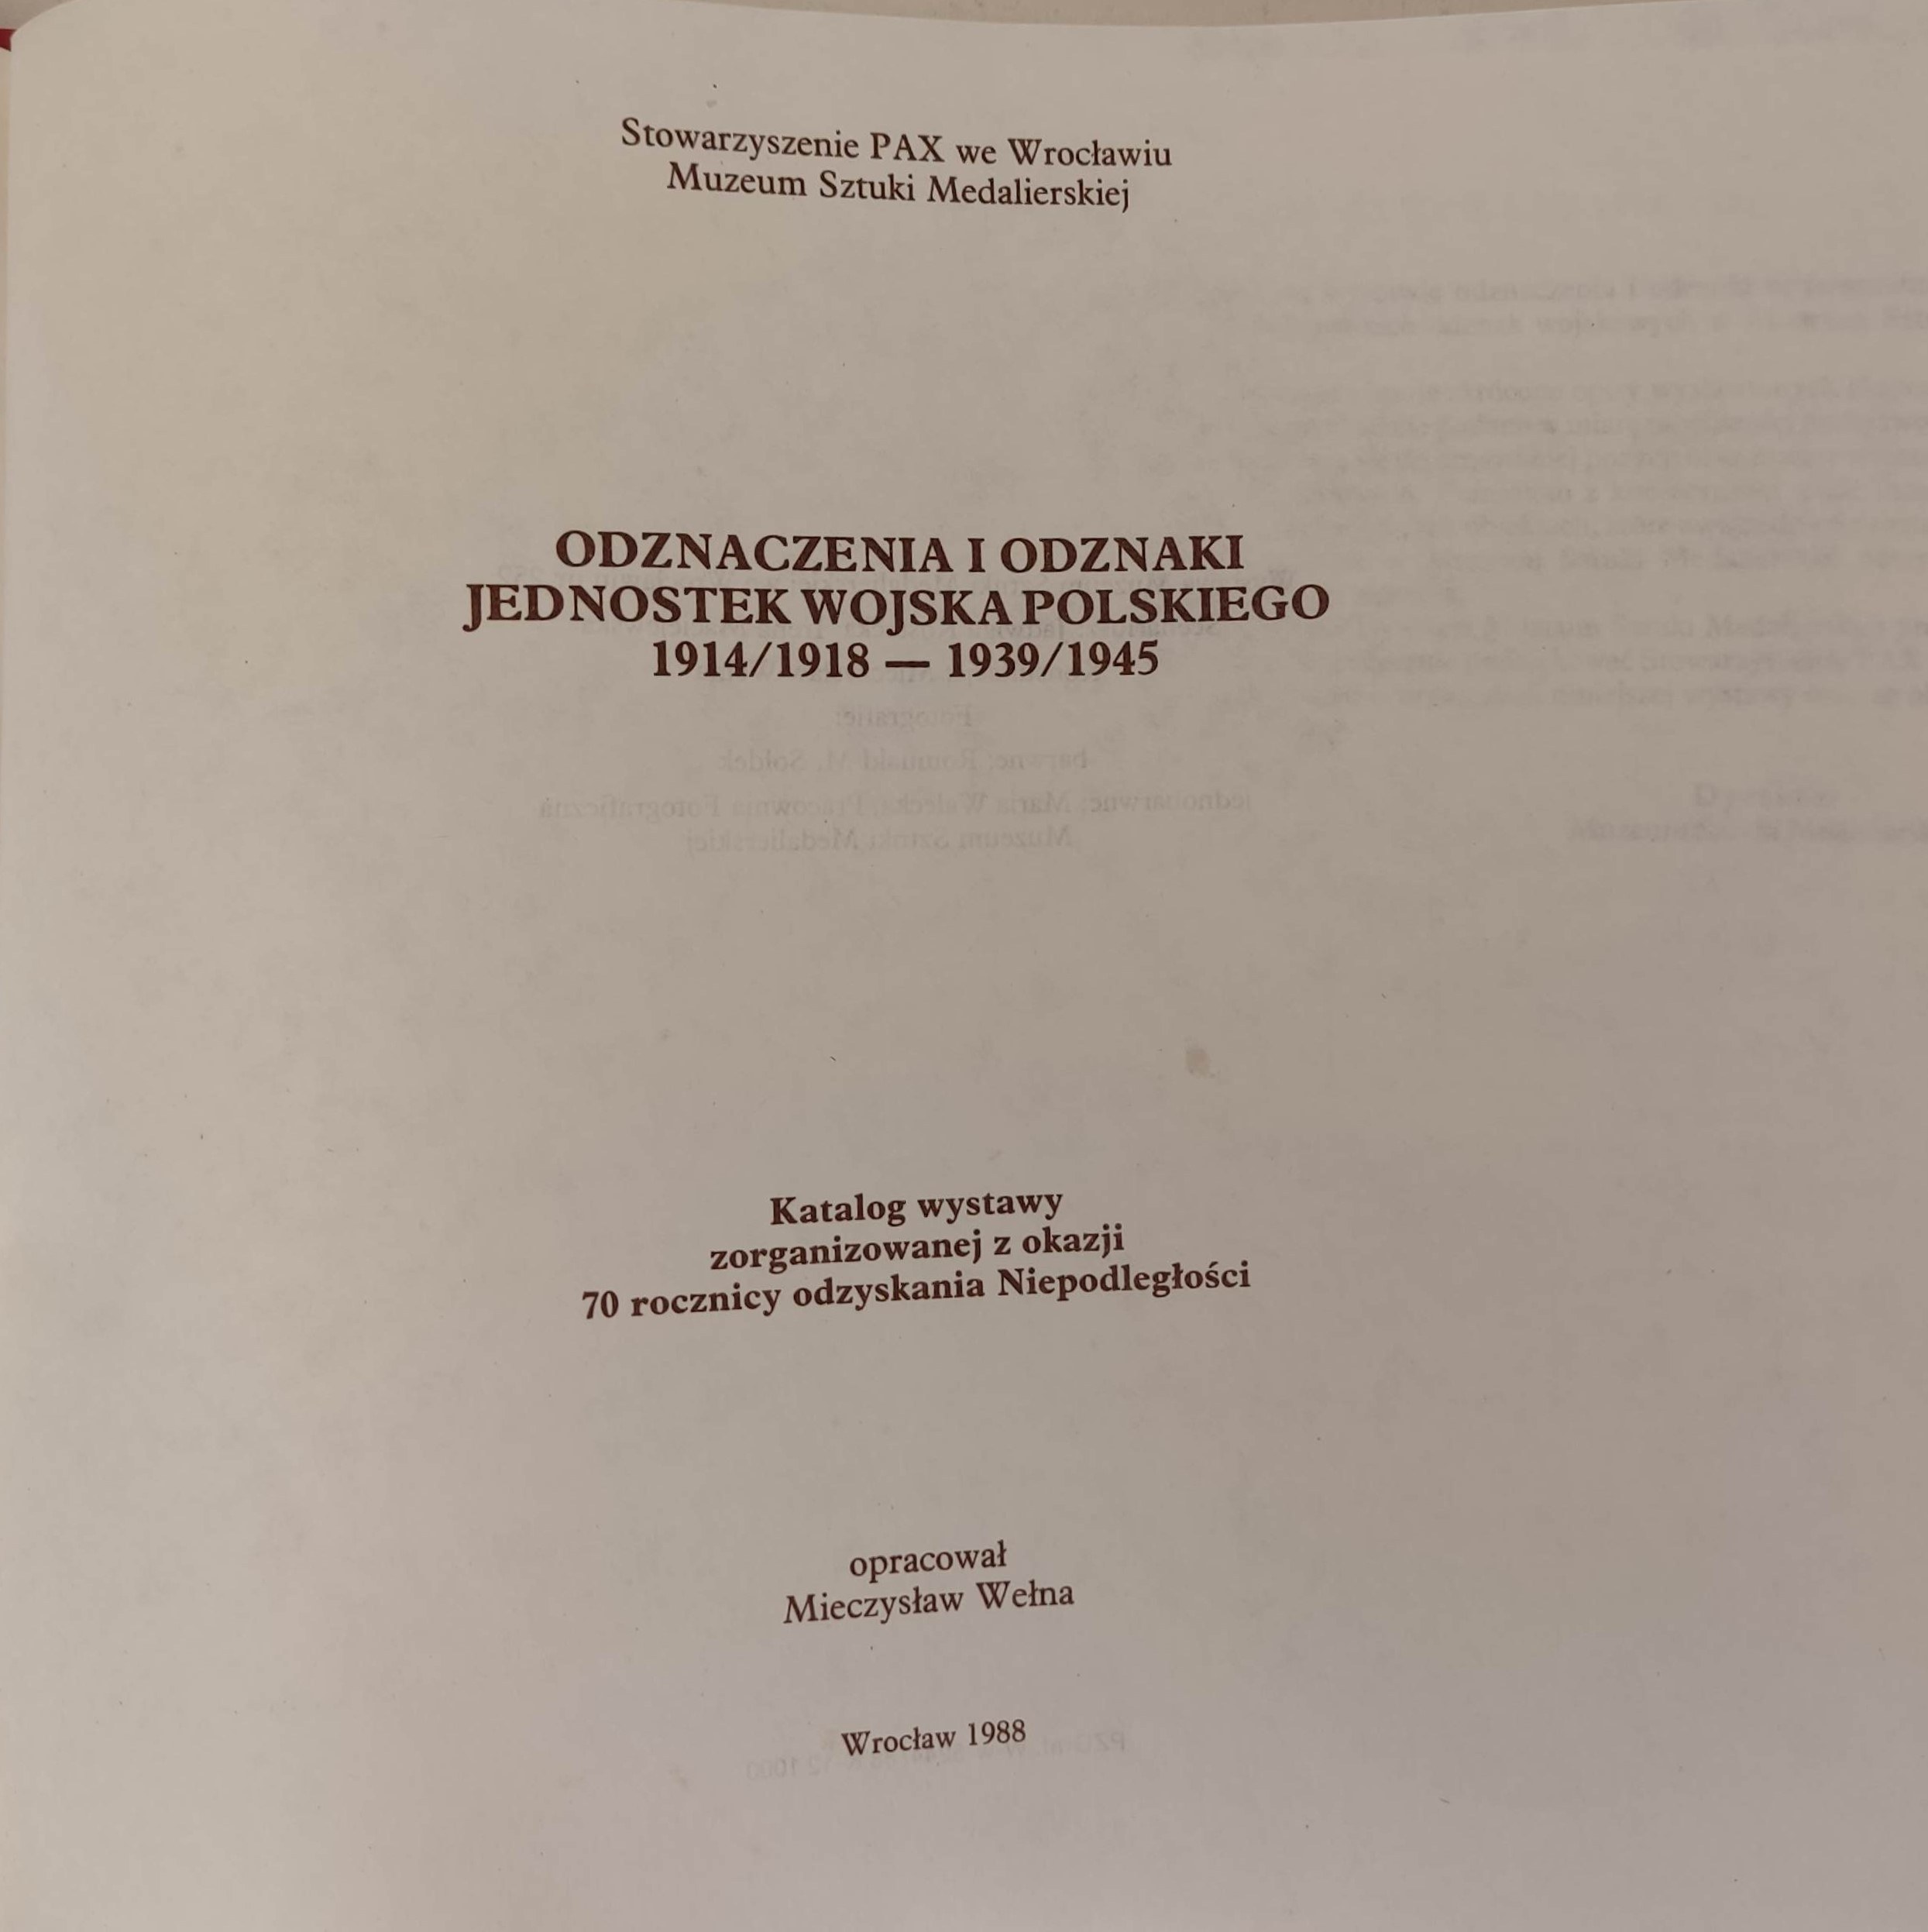 Stowarzyszenie PAX we Wrocławiu
Muzeum Sztuki Medalierskiej
ODZNACZENIA I ODZNAKI
JEDNOSTEK WOJSKA POLSKIEGO
1914/1918 — 1939/1945
Katalog wystawy
zorganizowanej z okazji
70 rocznicy odzyskania Niepodległości
opracował
Mieczysław Wełna
Wrocław 1988